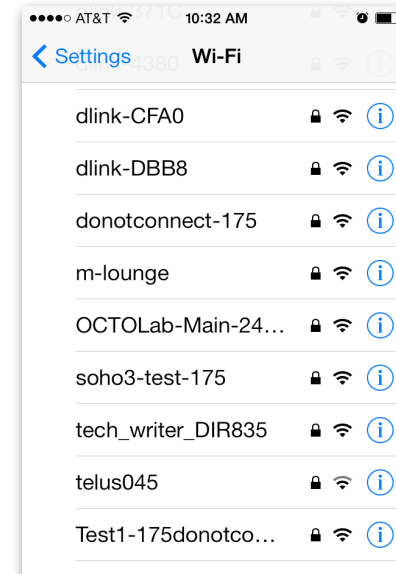 AT&T 10:32 AM
Settings Wi-Fi
dlink-CFA0
dlink-DBB8
donotconnect-175
m-lounge
OCTOLab-Main-24...
soho3-test-175
tech_writer_DIR835
telus045
Test1-175donotco...